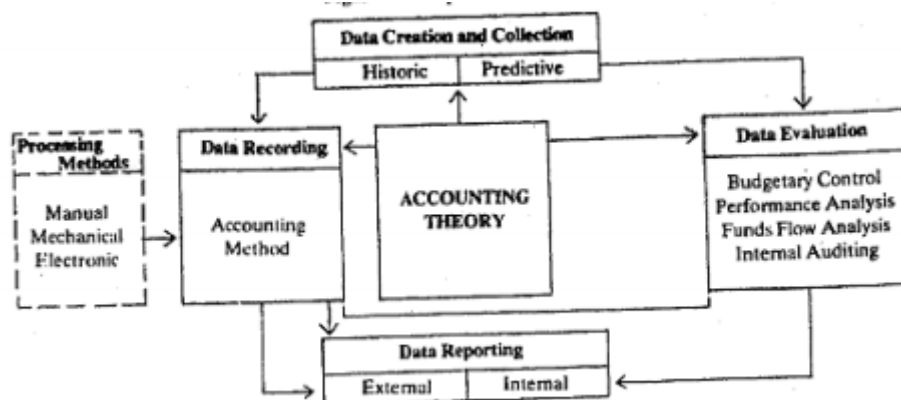 Data Creation and Collection
Historic Predictive
Processing
Methods
Manual
Mechanical
Electronic
Data Recording
Accounting
Method
ACCOUNTING
THEORY
Data Evaluation
Budgetary Control
Performance Analysis
Funds Flow Analysis
Internal Auditing
Data Reporting
External Internal